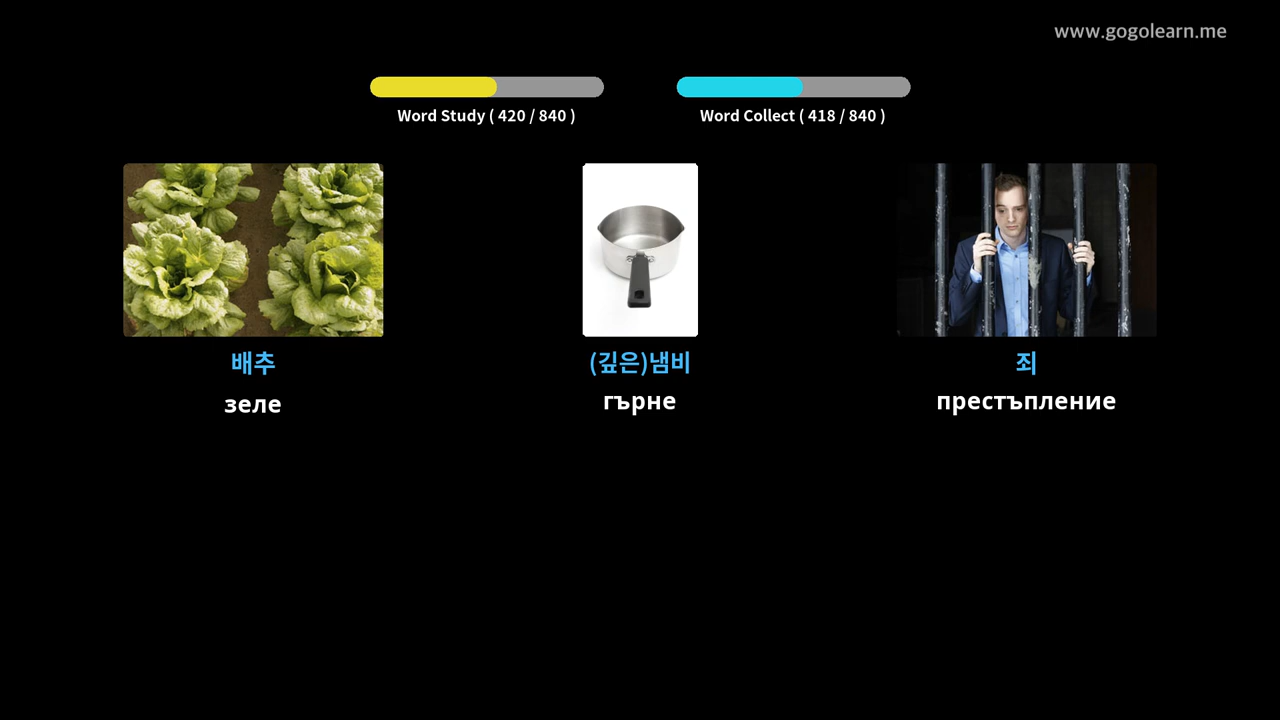 www.gogolearn.me
Word Study ( 420 / 840 )
Word Collect ( 418 / 840 )
배추
(깊은)냄비
죄
зеле
гърне
престъпление